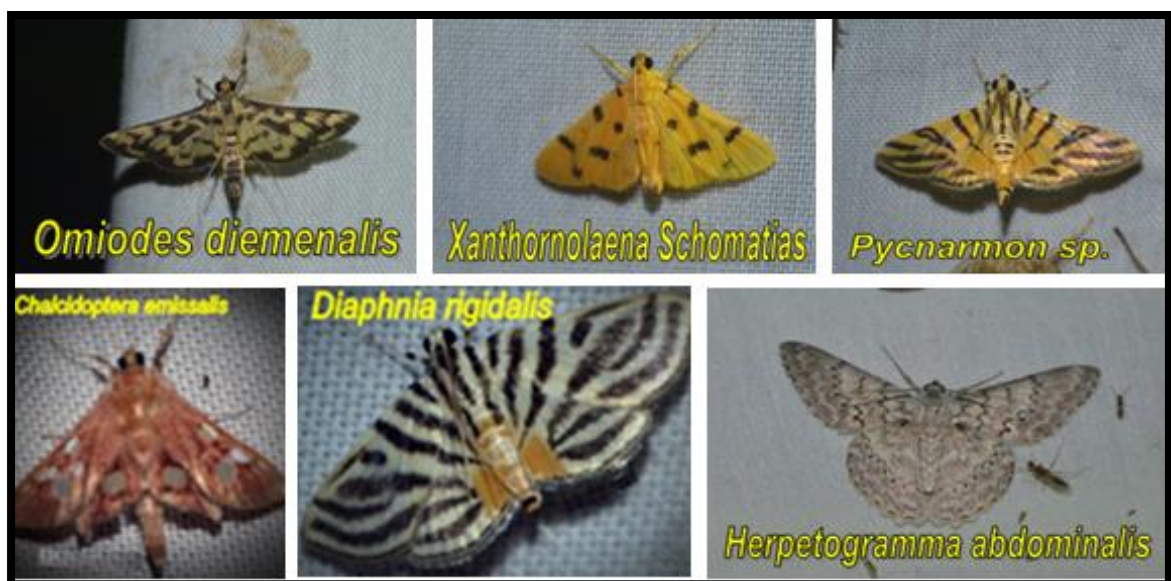 Omiodes diemenalis
Xanthornolaena Schomatias
Pycnarmon sp.
Chalcidoptera emissalis
Diaphnia rigidalis
Herpetogramma abdominalis